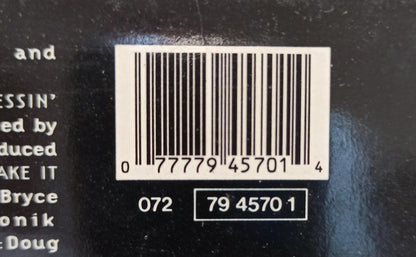 and
ESSIN'
ed by
duced
AKE IT
Bryce
onik
Doug
0 77779 45701 4
072 79 4570 1